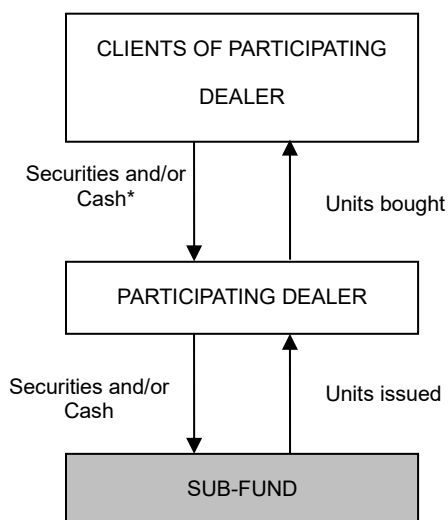 CLIENTS OF PARTICIPATING
DEALER
Securities and/or
Cash*
Units bought
PARTICIPATING DEALER
Securities and/or
Cash
Units issued
SUB-FUND